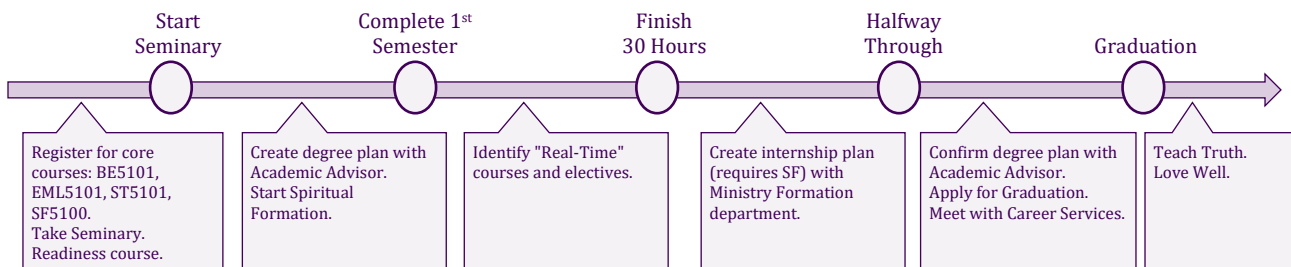 Start
Seminary
Complete 1st
Semester
Finish
30 Hours
Halfway
Through
Graduation
Register for core
courses: BE5101,
EML5101, ST5101,
SF5100.
Take Seminary.
Readiness course.
Create degree plan with
Academic Advisor.
Start Spiritual
Formation.
Identify "Real-Time"
courses and electives.
Create internship plan
(requires SF) with
Ministry Formation
department.
Confirm degree plan with
Academic Advisor.
Apply for Graduation.
Meet with Career Services.
Teach Truth.
Love Well.